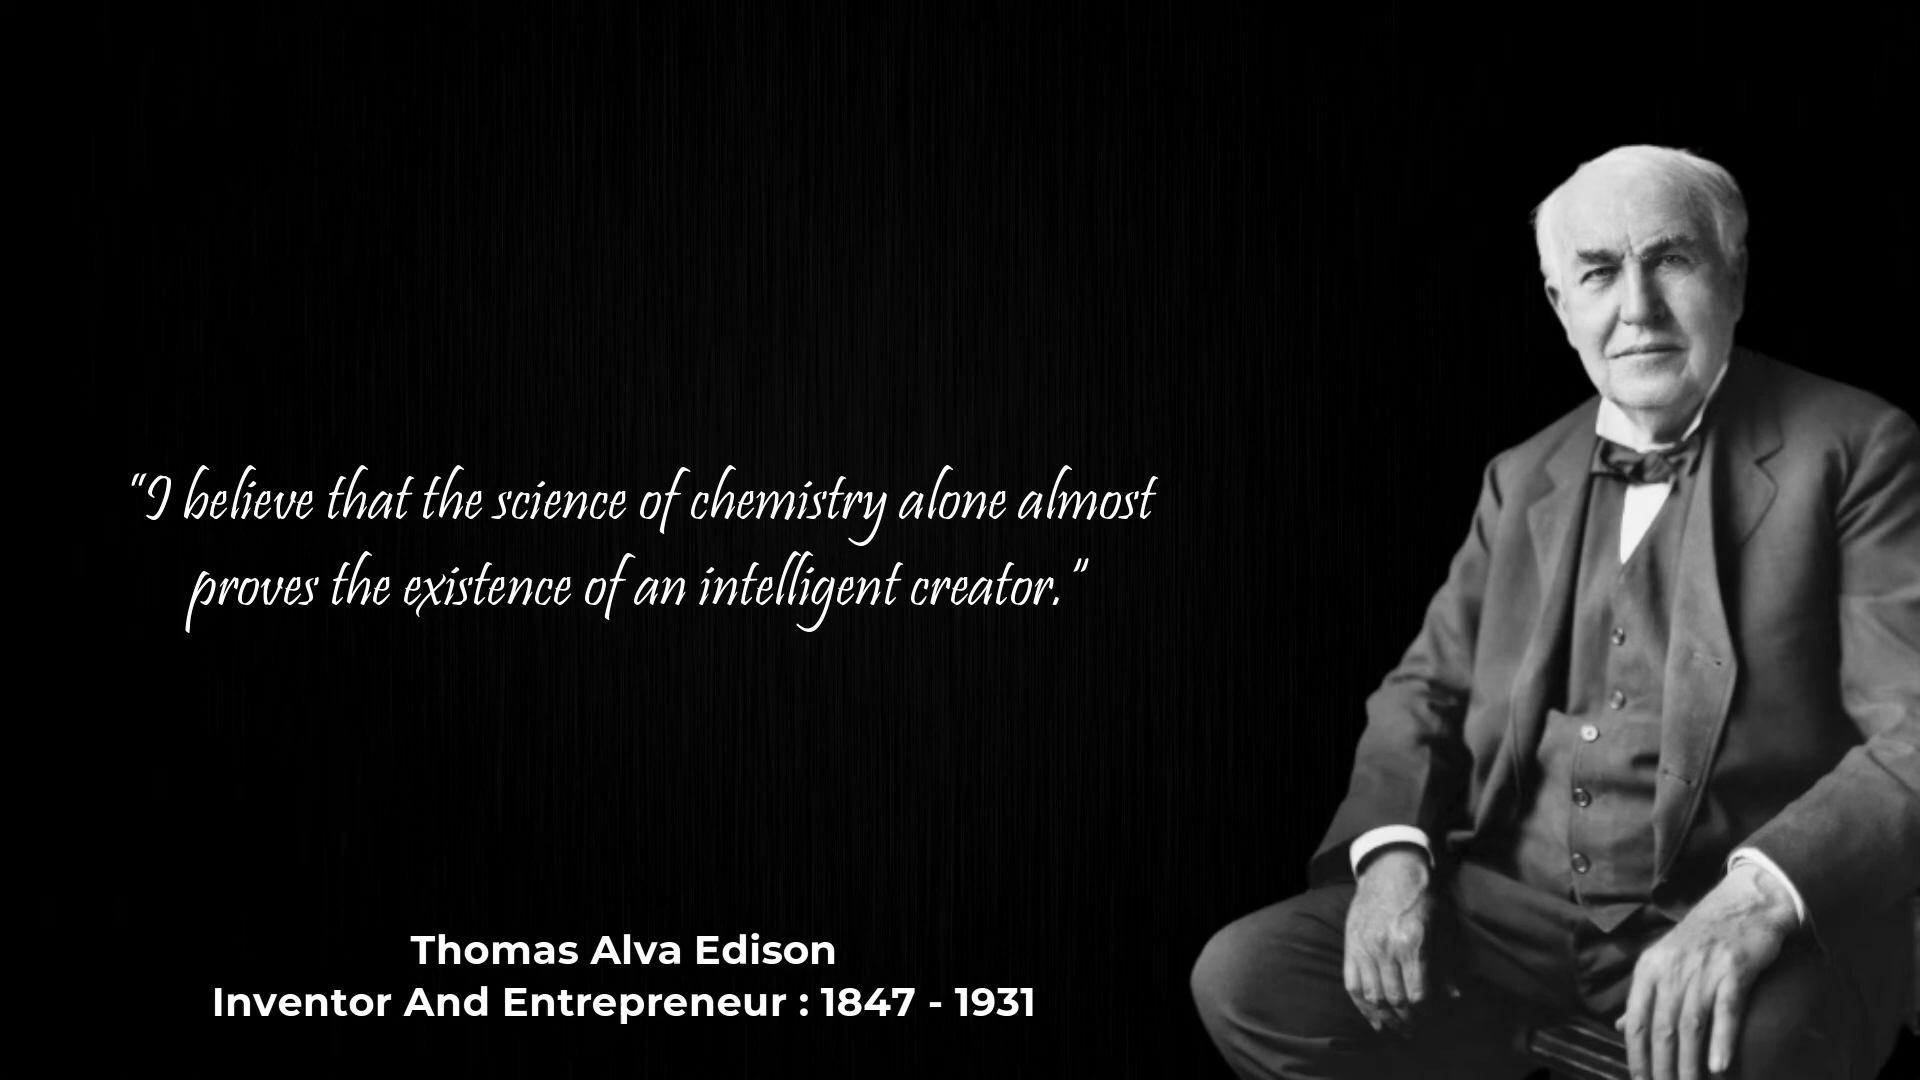 “I believe that the science of chemistry alone almost
proves the existence of an intelligent creator.”
Thomas Alva Edison
Inventor And Entrepreneur : 1847 - 1931